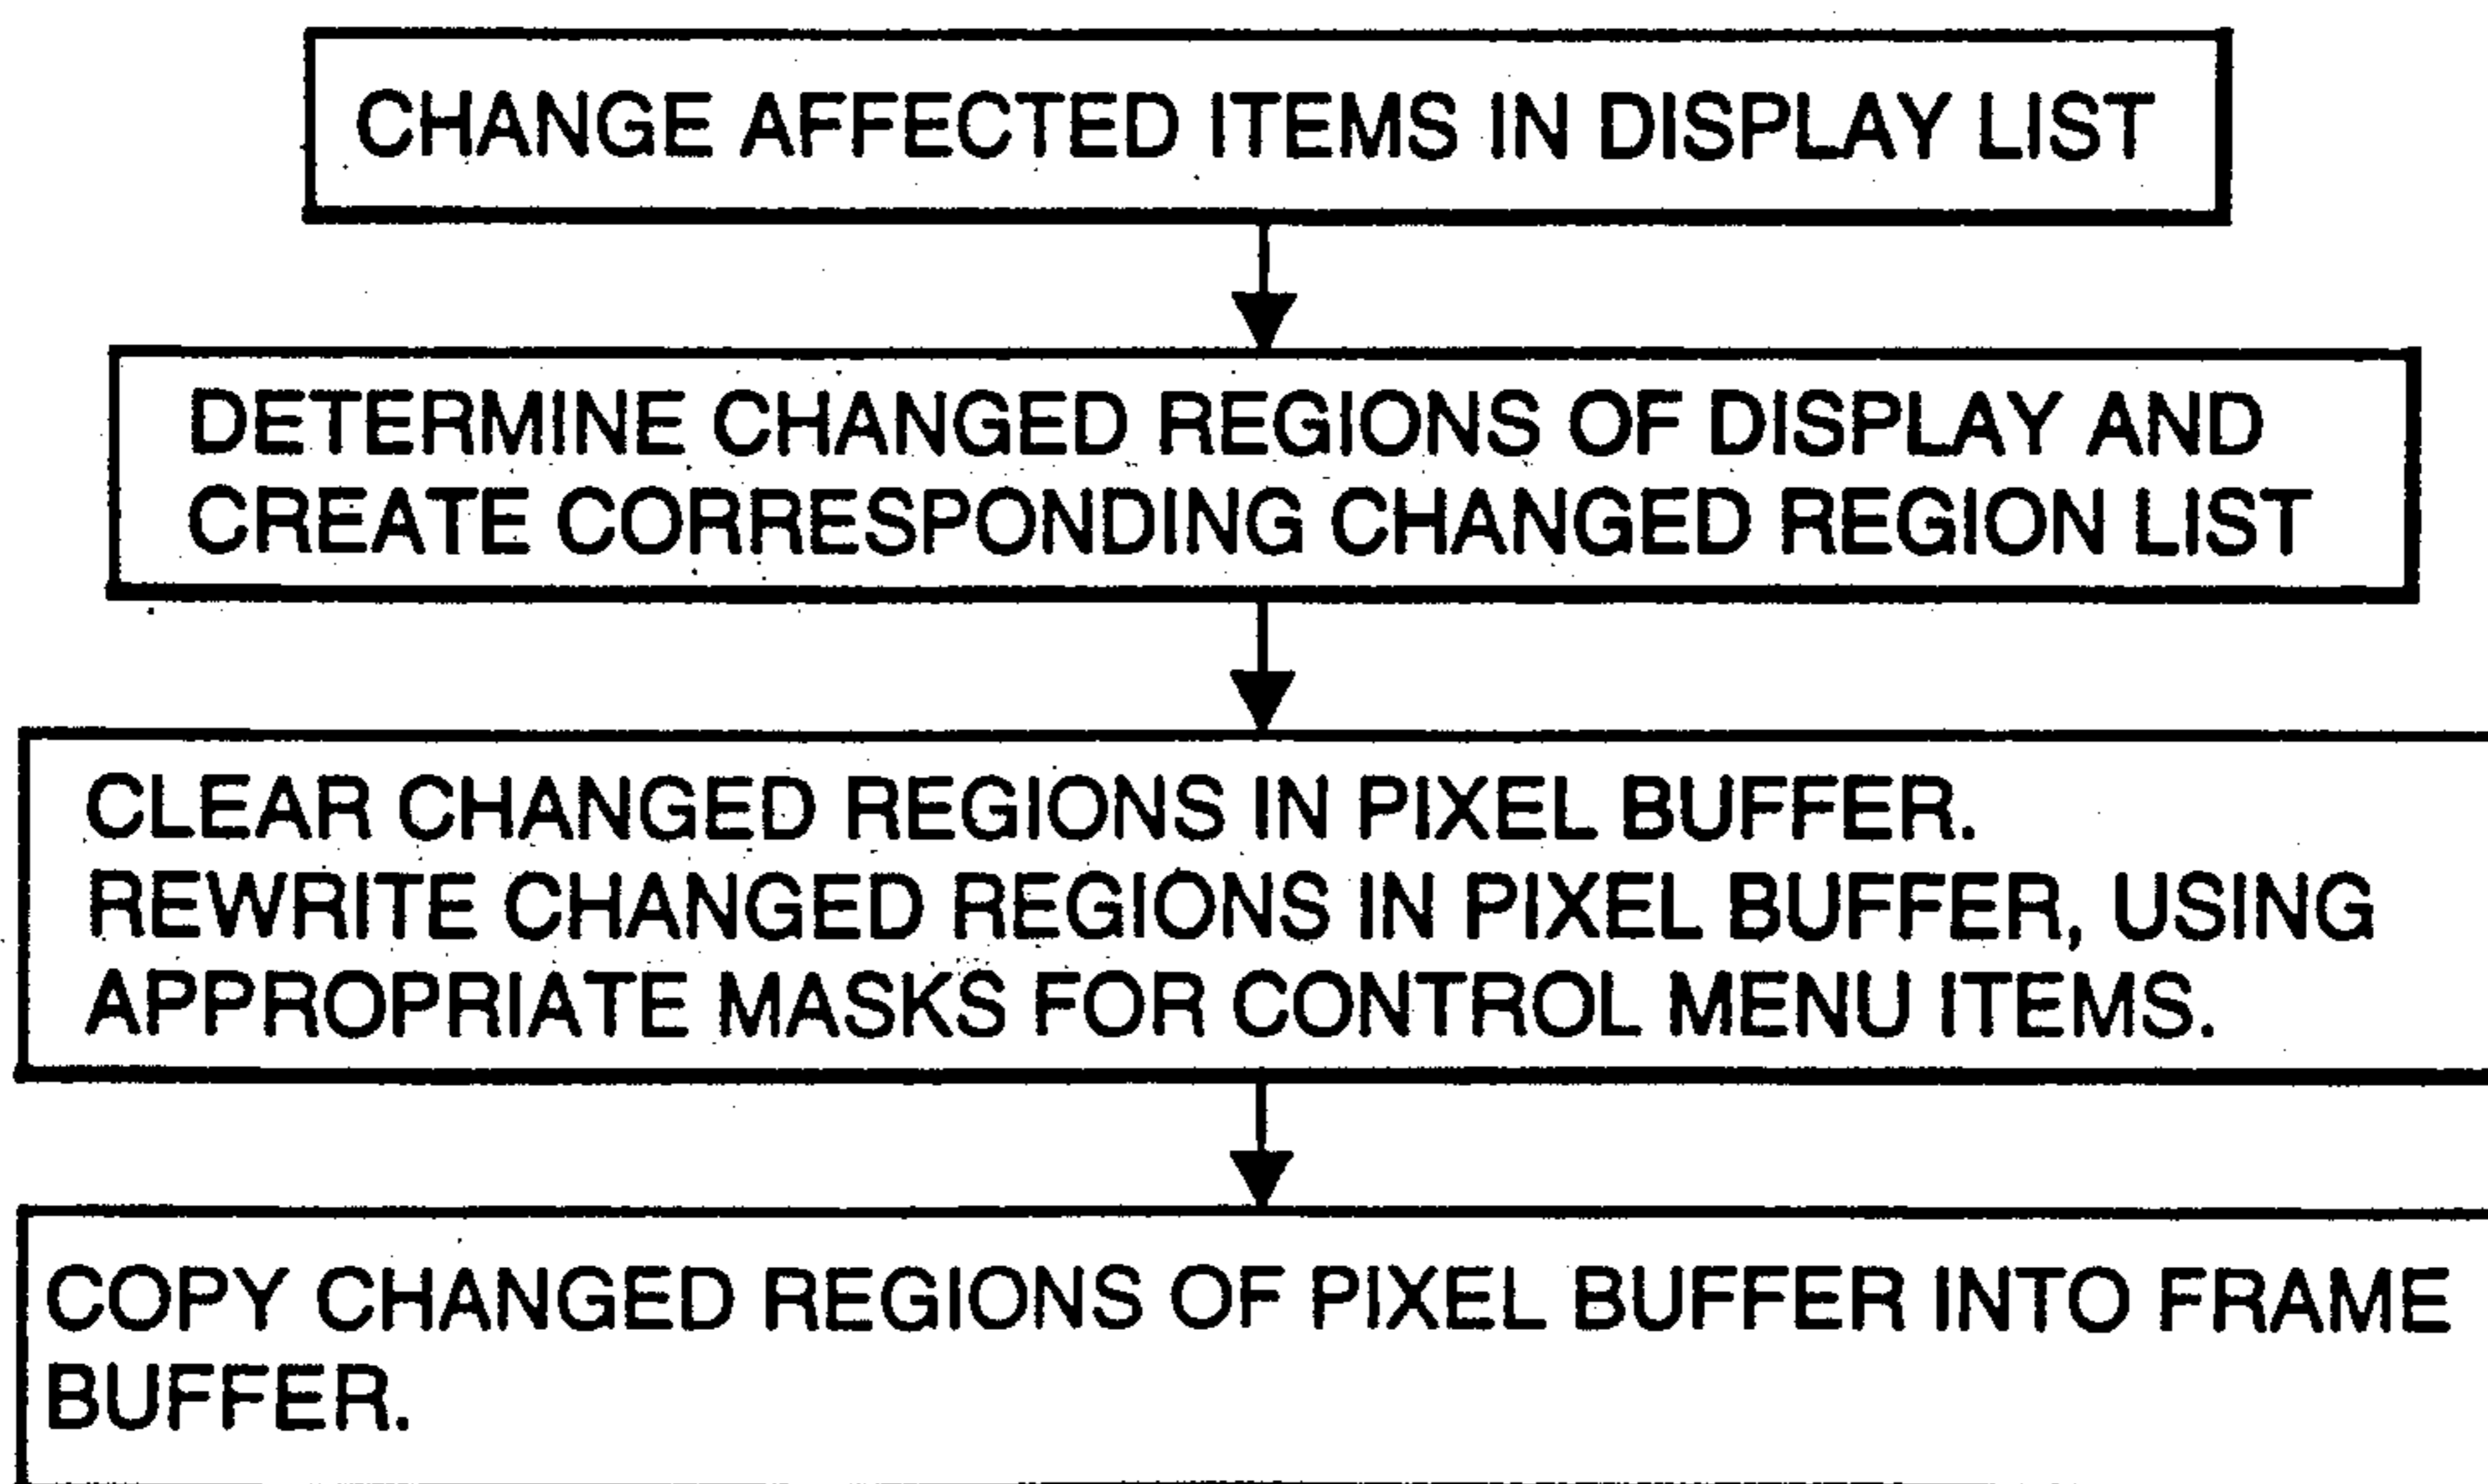 CHANGE AFFECTED ITEMS IN DISPLAY LIST
DETERMINE CHANGED REGIONS OF DISPLAY AND
CREATE CORRESPONDING CHANGED REGION LIST
CLEAR CHANGED REGIONS IN PIXEL BUFFER.
REWRITE CHANGED REGIONS IN PIXEL BUFFER, USING
APPROPRIATE MASKS FOR CONTROL MENU ITEMS.
COPY CHANGED REGIONS OF PIXEL BUFFER INTO FRAME
BUFFER.